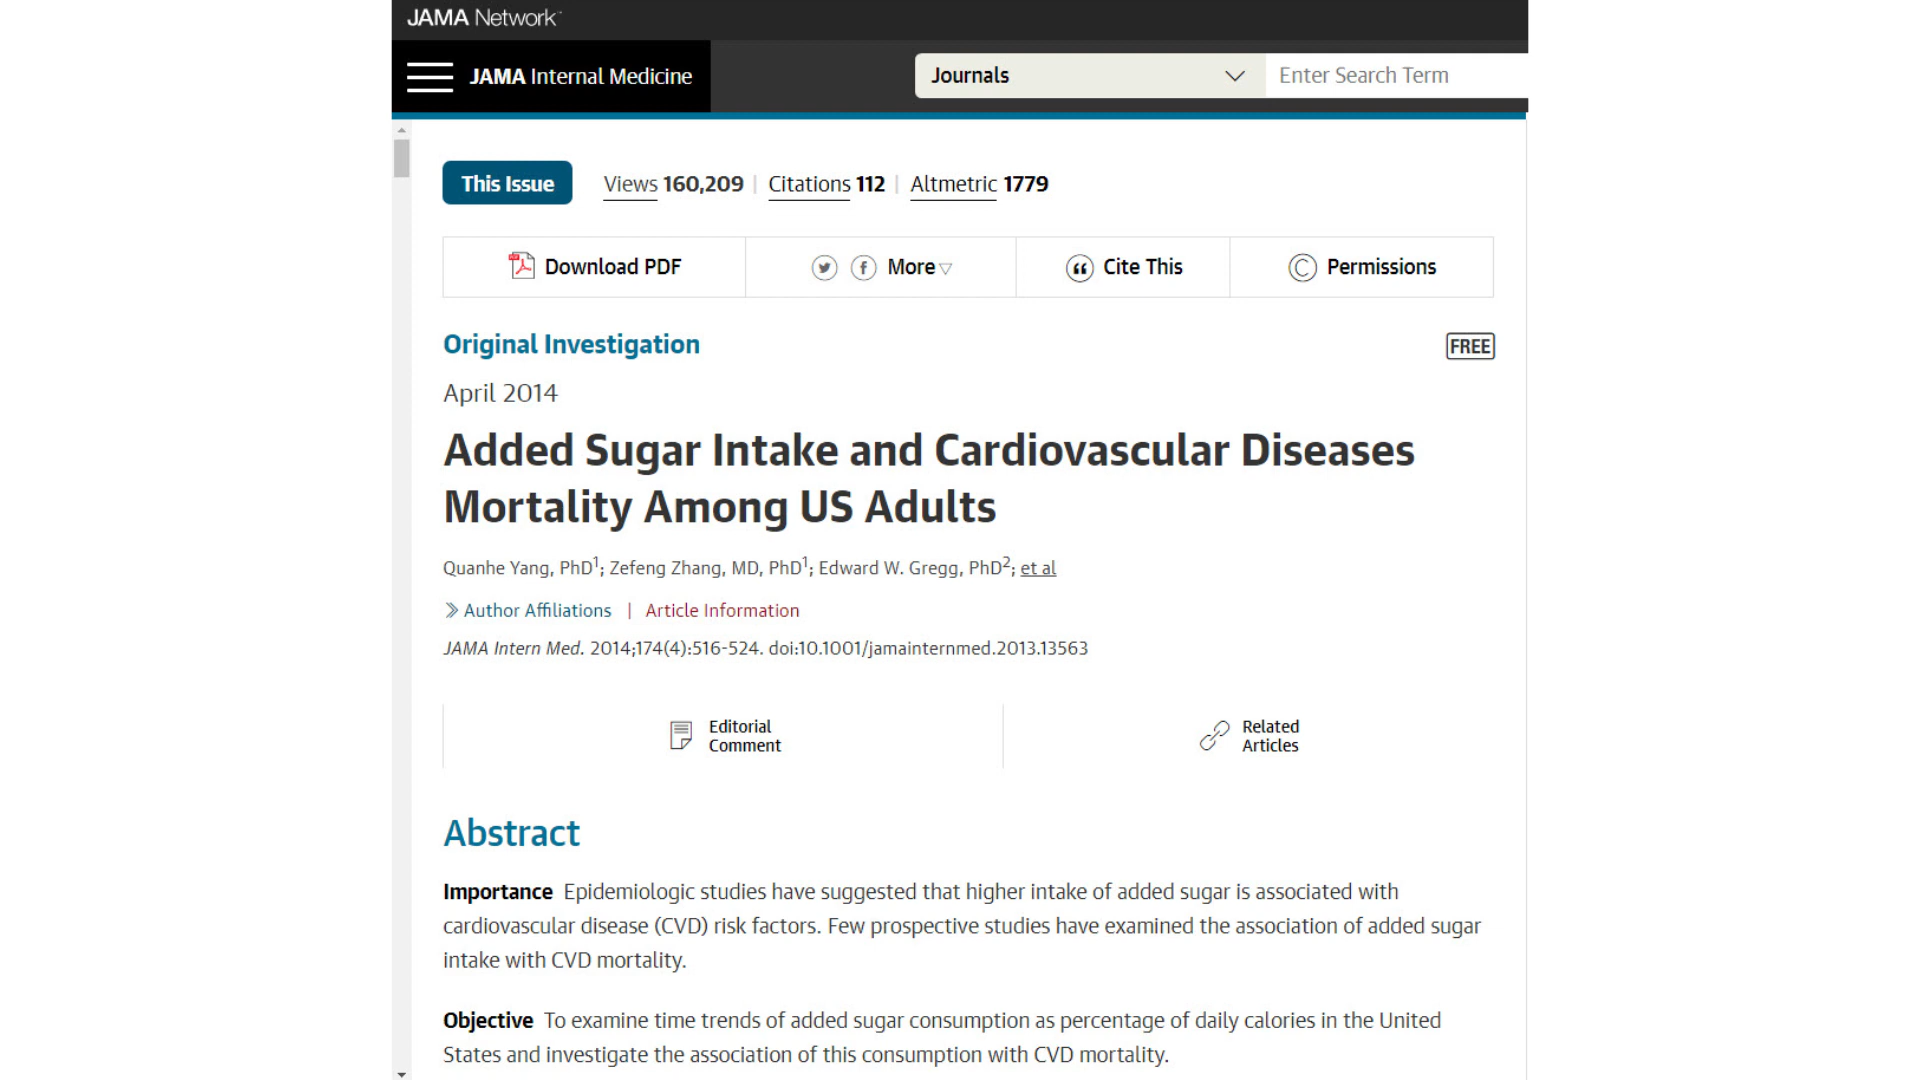 JAMA Network™
JAMA Internal Medicine
Journals
Enter Search Term
This Issue
Views 160,209 | Citations 112 | Altmetric 1779
Download PDF
More
Cite This
Permissions
Original Investigation
FREE
April 2014
Added Sugar Intake and Cardiovascular Diseases
Mortality Among US Adults
Quanhe Yang, PhD1; Zefeng Zhang, MD, PhD1; Edward W. Gregg, PhD2; et al
Author Affiliations | Article Information
JAMA Intern Med. 2014;174(4):516-524. doi:10.1001/jamainternmed.2013.13563
Editorial
Comment
Related
Articles
Abstract
Importance Epidemiologic studies have suggested that higher intake of added sugar is associated with
cardiovascular disease (CVD) risk factors. Few prospective studies have examined the association of added sugar
intake with CVD mortality.
Objective To examine time trends of added sugar consumption as percentage of daily calories in the United
States and investigate the association of this consumption with CVD mortality.